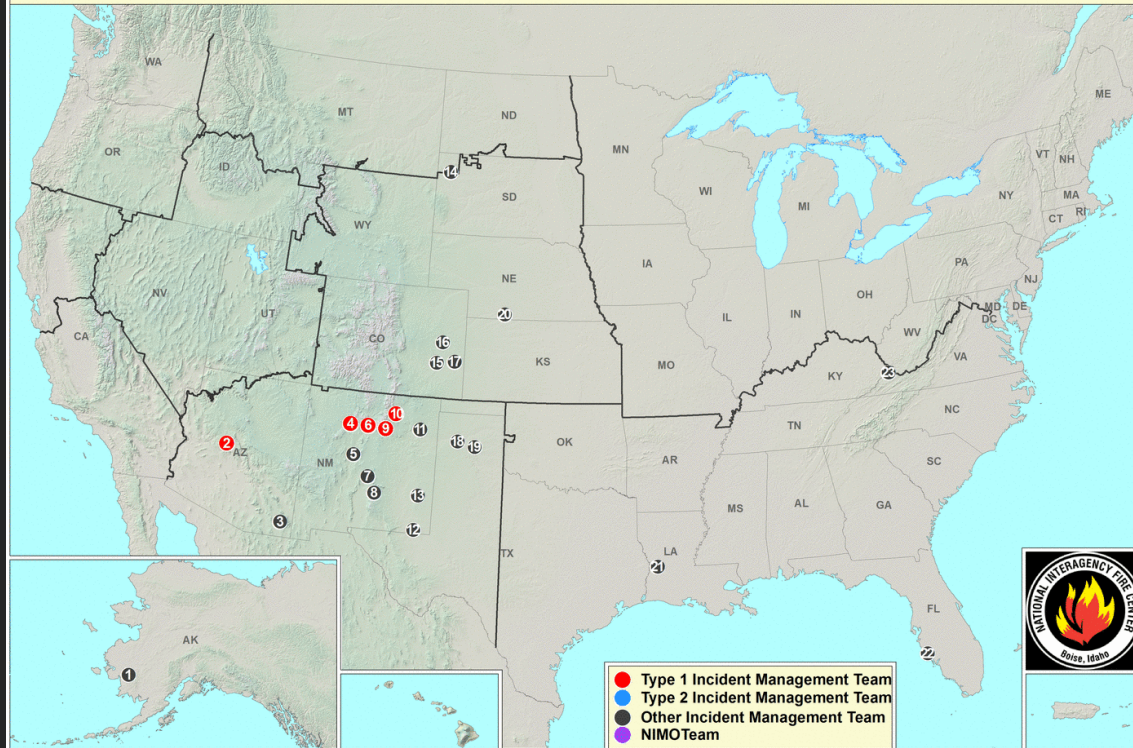 WA
MT
ND
ME
OR
ID
MN
VT
NH
14
WI
SD
NY
MA
WY
MI
CT
RI
IA
PA
NE
NV
OH
NJ
UT
20
IL
IN
MD
DE
DC
CA
CO
16
WV
15
17
KS
MO
VA
KY
23
10
NC
4
6
9
11
TN
2
AZ
18
19
OK
5
NM
AR
SC
7
8
13
MS
AL
GA
3
12
TX
LA
21
FL
22
AK
1
NATIONAL INTERAGENCY FIRE CENTER
Boise, Idaho
Type 1 Incident Management Team
Type 2 Incident Management Team
Other Incident Management Team
NIMOTeam